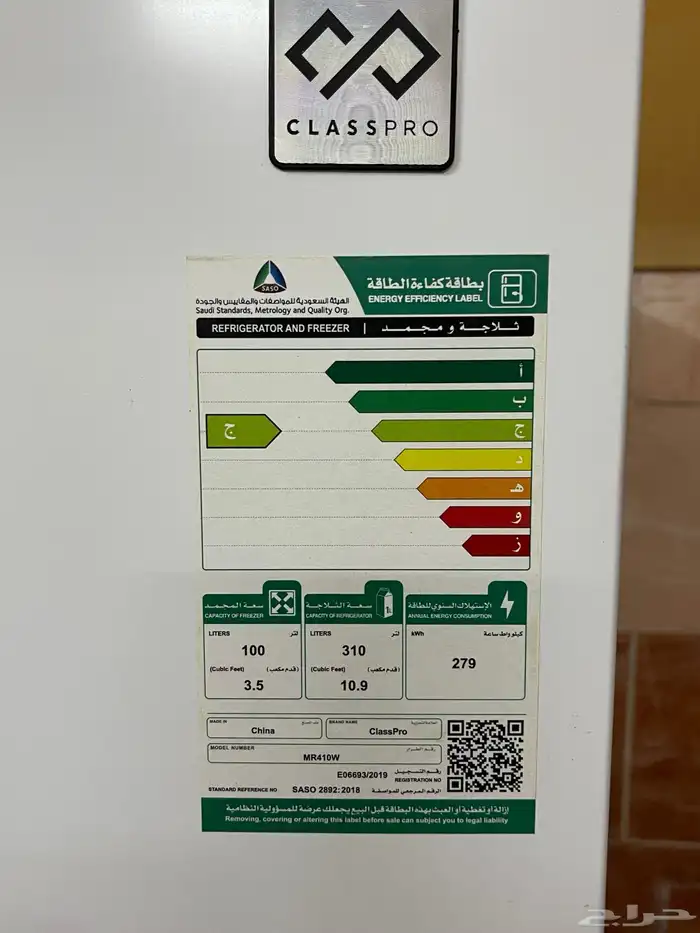 CLASSPRO
SASO
الهيئة السعودية للمواصفات والمقاييس والجودة
Saudi Standards, Metrology and Quality Org.
بطاقة كفاءة الطاقة
ENERGY EFFICIENCY LABEL
REFRIGERATOR AND FREEZER | ثلاجة و مجمد
أ
ب
ج
ج
د
هـ
و
ز
سعة المجمد
CAPACITY OF FREEZER
LITERS لتر
100
(Cubic Feet) (قدم مكعب)
3.5
سعة الثلاجة
CAPACITY OF REFRIGERATOR
LITERS لتر
310
(Cubic Feet) (قدم مكعب)
10.9
الإستهلاك السنوي للطاقة
ANNUAL ENERGY CONSUMPTION
kWh كيلو واط ساعة
279
MADE IN بلد الصنع
China
BRAND NAME العلامة التجارية
ClassPro
MODEL NUMBER رقم الطراز
MR410W
E06693/2019 رقم التسجيل
REGISTRATION NO
STANDARD REFERENCE NO SASO 2892:2018 الرقم المرجعي للمواصفة
إزالة أو تغطية أو العبث بهذه البطاقة قبل البيع يجعلك عرضة للمسؤولية النظامية
Removing, covering or altering this label before sale can subject you to legal liability
حراج